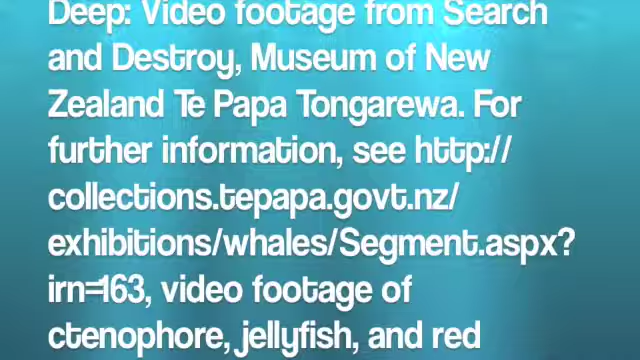 Deep: Video footage from Search
and Destroy, Museum of New
Zealand Te Papa Tongarewa. For
further information, see http://
collections.tepapa.govt.nz/
exhibitions/whales/Segment.aspx?
irn=163, video footage of
ctenophore, jellyfish, and red